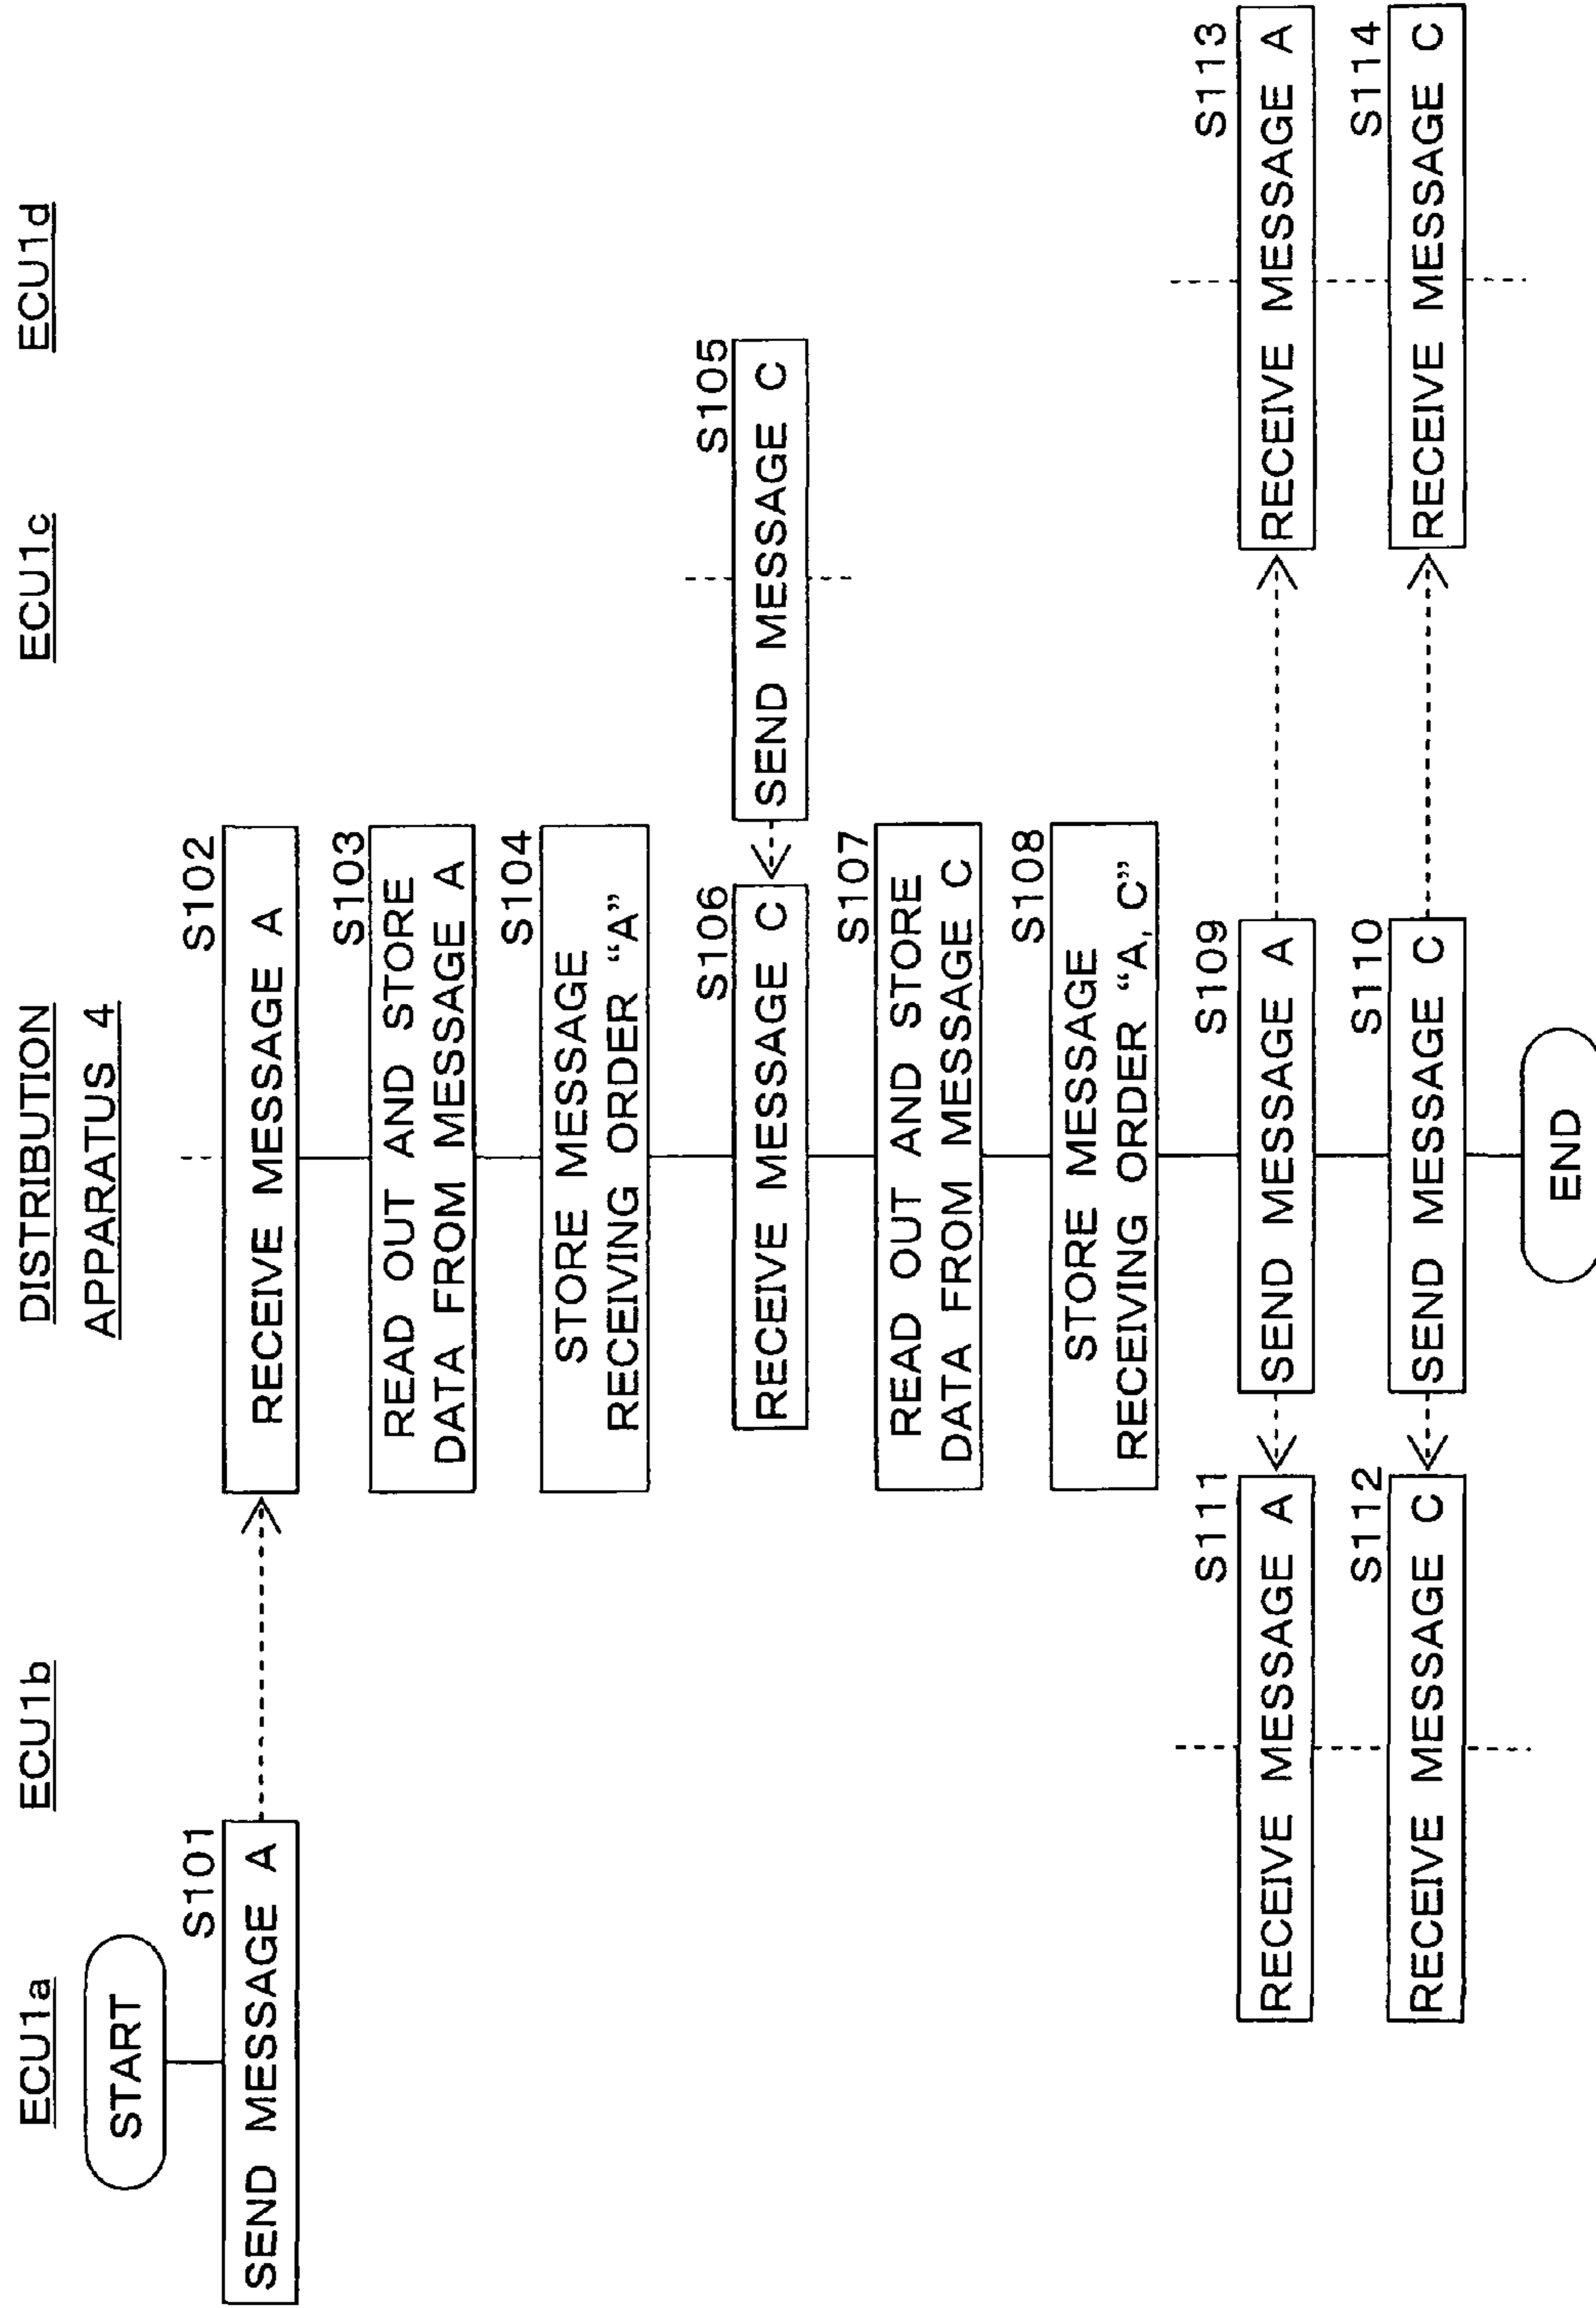 ECU1a
ECU1b
DISTRIBUTION
APPARATUS 4
ECU1c
ECU1d
START
S101
SEND MESSAGE A
S102
RECEIVE MESSAGE A
S103
READ OUT AND STORE
DATA FROM MESSAGE A
S104
STORE MESSAGE
RECEIVING ORDER “A”
S105
SEND MESSAGE C
S106
RECEIVE MESSAGE C
S107
READ OUT AND STORE
DATA FROM MESSAGE C
S108
STORE MESSAGE
RECEIVING ORDER “A, C”
S111
RECEIVE MESSAGE A
S109
SEND MESSAGE A
S113
RECEIVE MESSAGE A
S112
RECEIVE MESSAGE C
S110
SEND MESSAGE C
S114
RECEIVE MESSAGE C
END